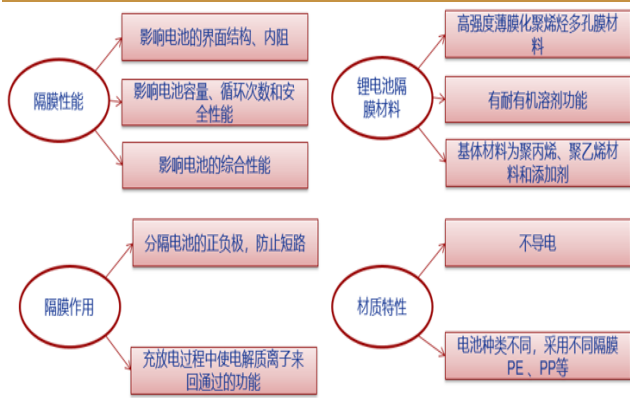 隔膜性能
影响电池的界面结构、内阻
影响电池容量、循环次数和安
全性能
影响电池的综合性能
锂电池隔
膜材料
高强度薄膜化聚烯烃多孔膜材
料
有耐有机溶剂功能
基体材料为聚丙烯、聚乙烯材
料和添加剂
隔膜作用
分隔电池的正负极，防止短路
充放电过程中使电解质离子来
回通过的功能
材质特性
不导电
电池种类不同，采用不同隔膜
PE 、PP等